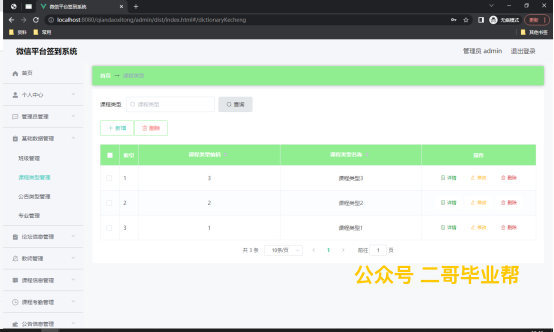 微信平台签到系统
localhost:8080/qiandaoxitong/admin/dist/index.html#/dictionaryKecheng
无痕模式
更新
资料 常用 其他书签
微信平台签到系统 管理员 admin 退出登录
首页
首页 课程类型
个人中心
课程类型 课程类型 查询
管理员管理
新增 删除
基础数据管理
班级管理
索引 课程类型编码 课程类型名称 操作
课程类型管理
1 3 课程类型3 详情 修改 删除
公告类型管理
2 2 课程类型2 详情 修改 删除
专业管理
3 1 课程类型1 详情 修改 删除
论坛信息管理
共 3 条 10条/页 1 前往 1 页
教师管理
公众号 二哥毕业帮
课程信息管理
课程考勤管理
公告信息管理